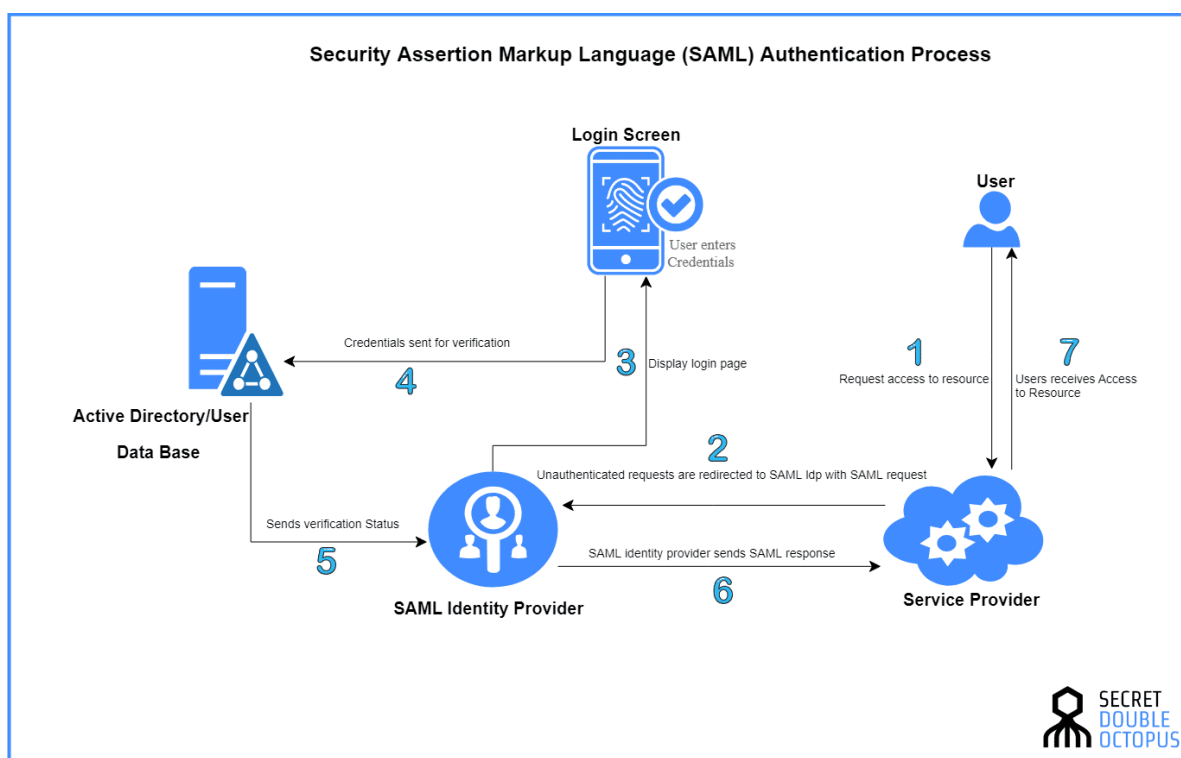 Security Assertion Markup Language (SAML) Authentication Process
Login Screen
User
User enters
Credentials
Credentials sent for verification
4
3
Display login page
1
Request access to resource
7
Users receives Access
to Resource
Active Directory/User
Data Base
2
Unauthenticated requests are redirected to SAML Idp with SAML request
Sends verification Status
5
SAML identity provider sends SAML response
6
SAML Identity Provider
Service Provider
SECRET
DOUBLE
OCTOPUS